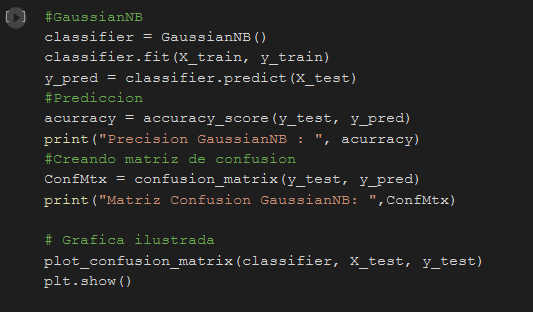 #GaussianNB
classifier = GaussianNB()
classifier.fit(X_train, y_train)
y_pred = classifier.predict(X_test)
#Prediccion
acurracy = accuracy_score(y_test, y_pred)
print("Precision GaussianNB : ", acurracy)
#Creando matriz de confusion
ConfMtx = confusion_matrix(y_test, y_pred)
print("Matriz Confusion GaussianNB: ",ConfMtx)
# Grafica ilustrada
plot_confusion_matrix(classifier, X_test, y_test)
plt.show()